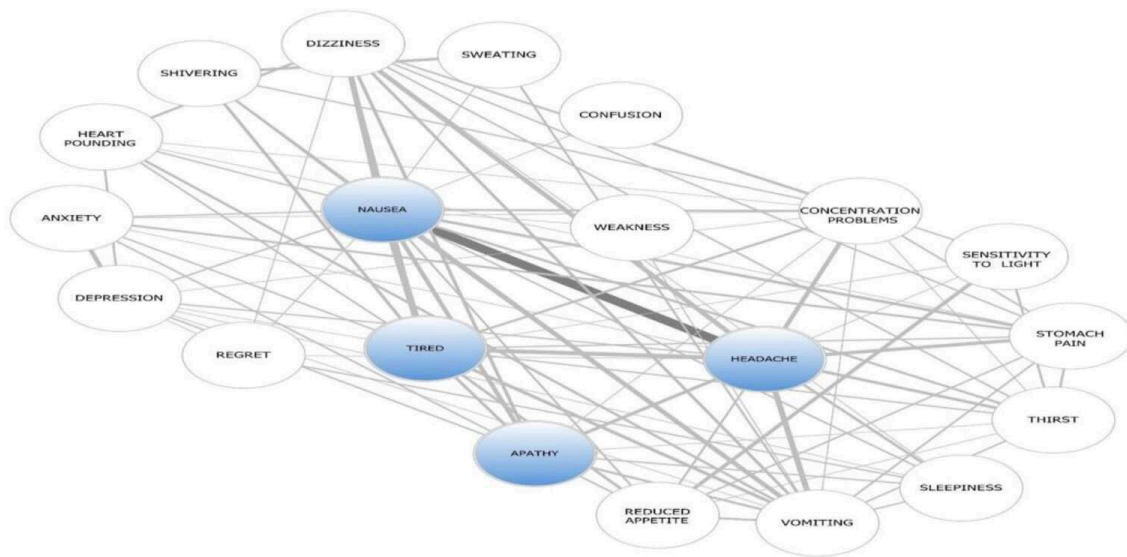 DIZZINESS
SWEATING
SHIVERING
CONFUSION
HEART
POUNDING
NAUSEA
ANXIETY
WEAKNESS
CONCENTRATION
PROBLEMS
SENSITIVITY
TO LIGHT
DEPRESSION
STOMACH
PAIN
REGRET
TIRED
HEADACHE
THIRST
APATHY
SLEEPINESS
REDUCED
APPETITE
VOMITING